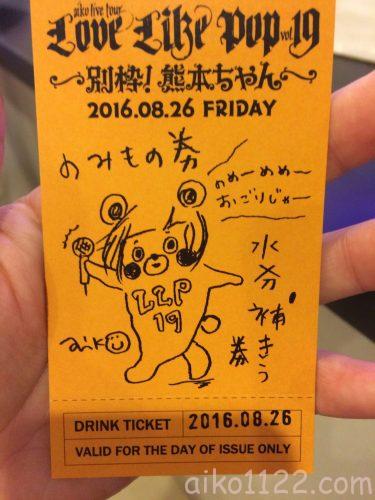 aiko live tour
Love Like Pop vol.19
〜別枠!熊本ぢゃん〜
2016.08.26 FRIDAY
のみもの券
のめーのめー
おごりじゃー
水分補きう券
LLP
19
aiko
DRINK TICKET 2016.08.26
VALID FOR THE DAY OF ISSUE ONLY
aiko1122.com